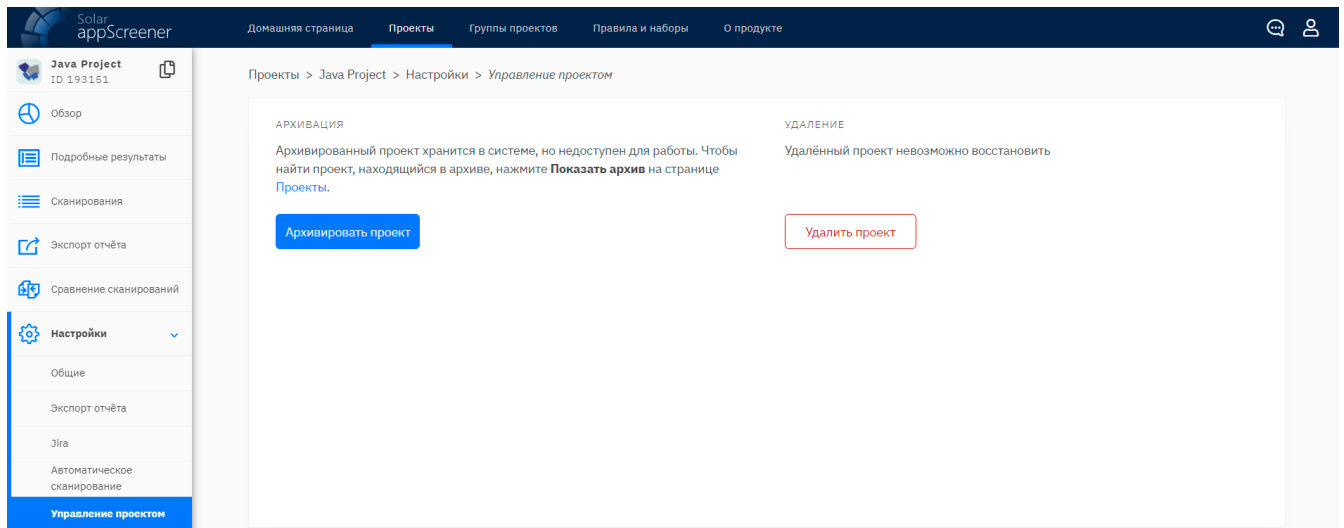 Solar
appScreener
Домашняя страница
Проекты
Группы проектов
Правила и наборы
О продукте
Java Project
ID 193151
Обзор
Подробные результаты
Сканирования
Экспорт отчёта
Сравнение сканирований
Настройки
Общие
Экспорт отчёта
Jira
Автоматическое
сканирование
Управление проектом
Проекты > Java Project > Настройки > Управление проектом
АРХИВАЦИЯ
Архивированный проект хранится в системе, но недоступен для работы. Чтобы
найти проект, находящийся в архиве, нажмите Показать архив на странице
Проекты.
Архивировать проект
УДАЛЕНИЕ
Удалённый проект невозможно восстановить
Удалить проект